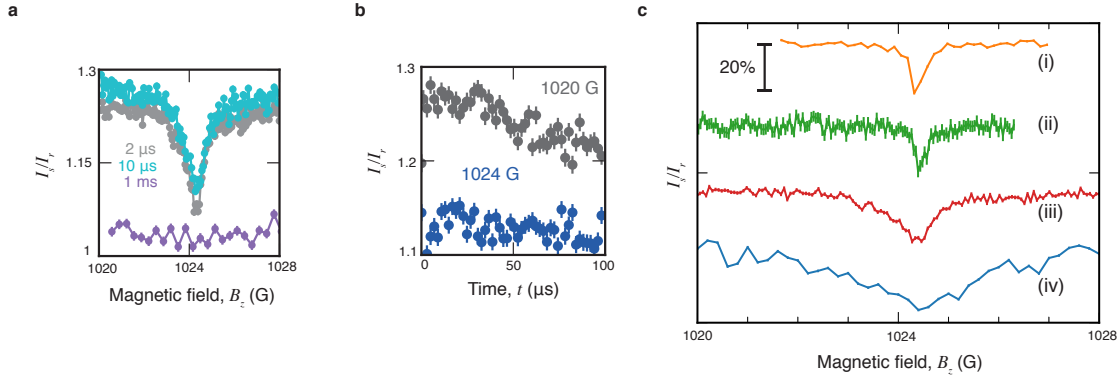 a
1.3
1.15
1
I_s/I_r
2 μs
10 μs
1 ms
1020
1024
1028
Magnetic field, B_z (G)
b
1.3
1.2
1.1
I_s/I_r
1020 G
1024 G
0
50
100
Time, t (μs)
c
20%
I_s/I_r
(i)
(ii)
(iii)
(iv)
1020
1024
1028
Magnetic field, B_z (G)